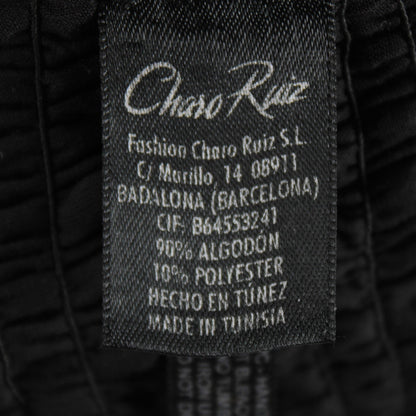 Charo Ruiz
Fashion Charo Ruiz S.L.
C/ Murillo, 14 08911
BADALONA (BARCELONA)
CIF: B64553241
90% ALGODÓN
10% POLYESTER
HECHO EN TÚNEZ
MADE IN TUNISIA